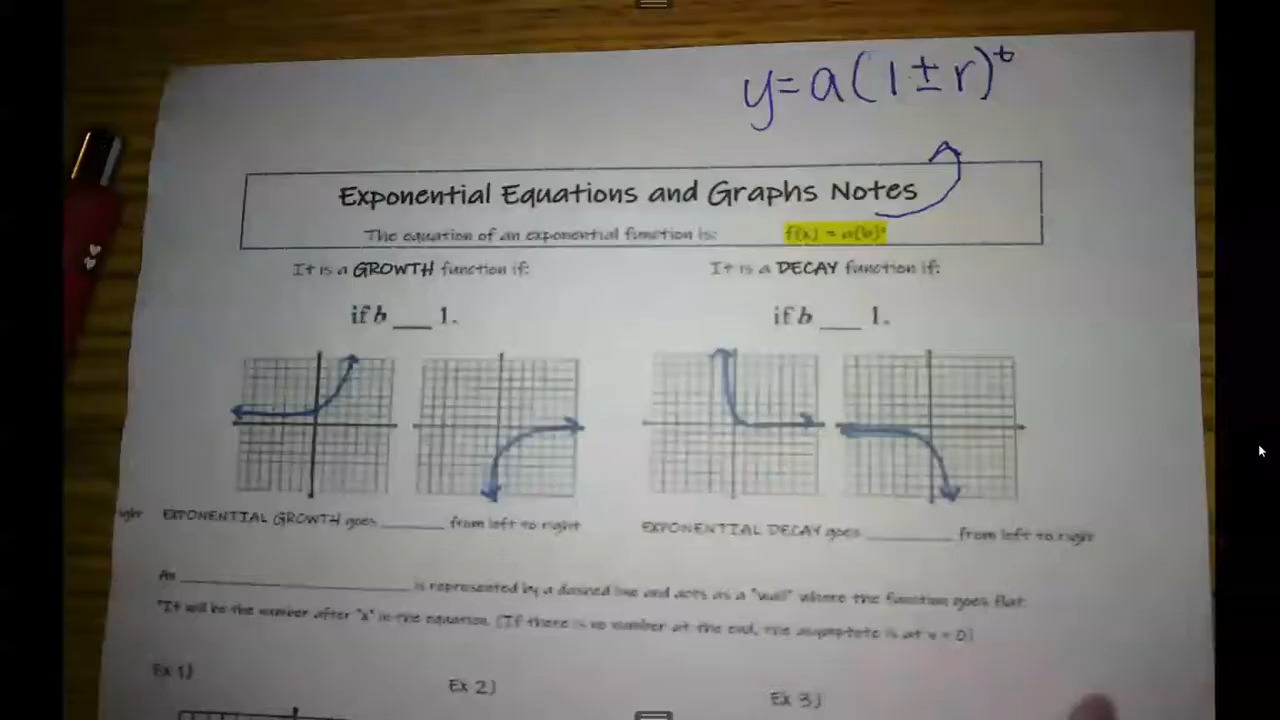 y=a(1±r)^t
Exponential Equations and Graphs Notes
The equation of an exponential function is: f(x) = a(b)ˣ
It is a GROWTH function if: It is a DECAY function if:
if b ___ 1. if b ___ 1.
EXPONENTIAL GROWTH goes ______ from left to right EXPONENTIAL DECAY goes ________ from left to right
An ______________________ is represented by a dashed line and acts as a "wall" where the function goes flat.
*It will be the number after "x" in the equation. (If there is no number at the end, the asymptote is at y = 0)
Ex 1) Ex 2) Ex 3)